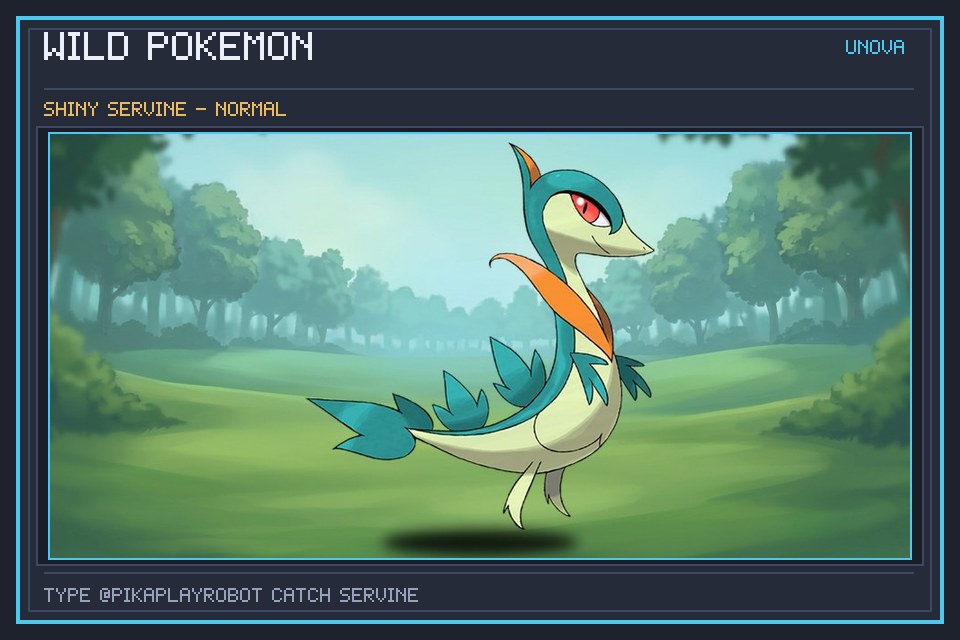 WILD POKEMON
UNOVA
SHINY SERVINE - NORMAL
TYPE @PIKAPLAYROBOT CATCH SERVINE